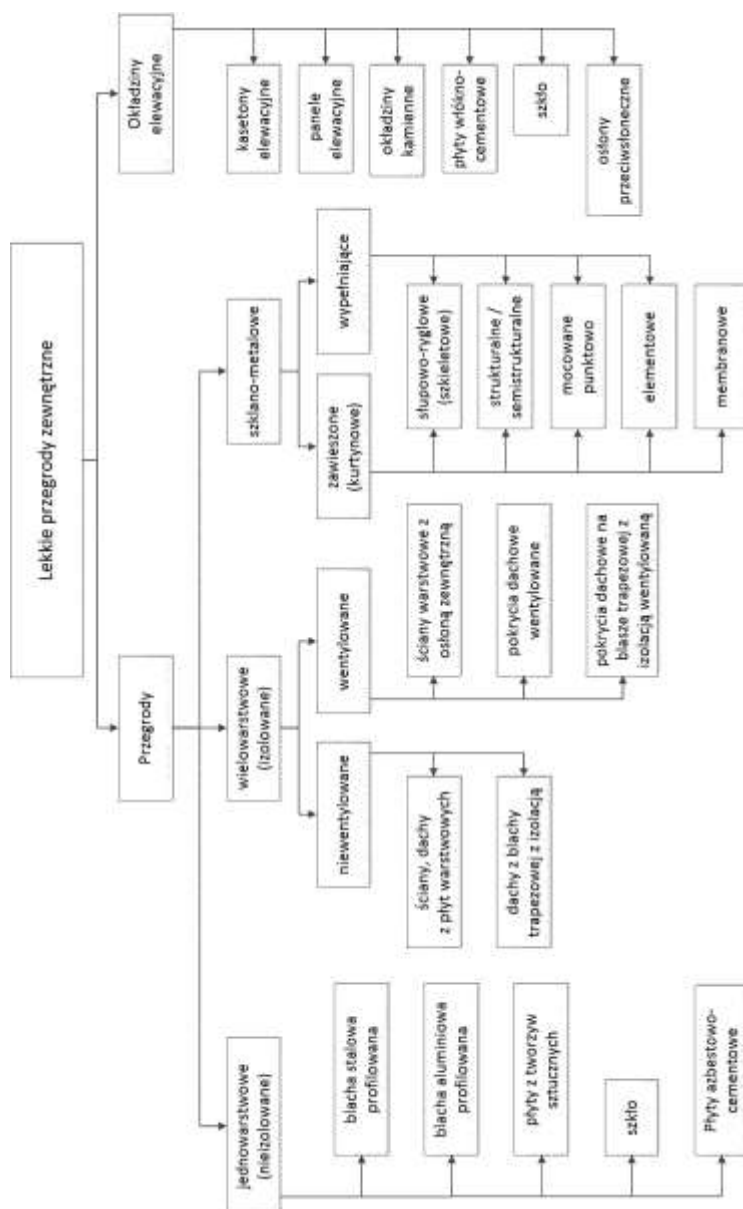 Lekkie przegrody zewnętrzne
Przegrody
Okładziny
elewacyjne
jednowarstwowe
(nieizolowane)
wielowarstwowe
(izolowane)
szklano-metalowe
niewentylowane
wentylowane
zawieszone
(kurtynowe)
wypełniające
blacha stalowa
profilowana
blacha aluminiowa
profilowana
płyty z tworzyw
sztucznych
szkło
Płyty azbestowo-
cementowe
ściany, dachy
z płyt warstwowych
dachy z blachy
trapezowej z izolacją
ściany warstwowe z
osłoną zewnętrzną
pokrycia dachowe
wentylowane
pokrycia dachowe na
blasze trapezowej z
izolacją wentylowaną
słupowo-ryglowe
(szkieletowe)
strukturalne /
semistrukturalne
mocowane
punktowo
elementowe
membranowe
kasetony
elewacyjne
panele
elewacyjne
okładziny
kamienne
płyty włókno-
cementowe
szkło
osłony
przeciwsłoneczne